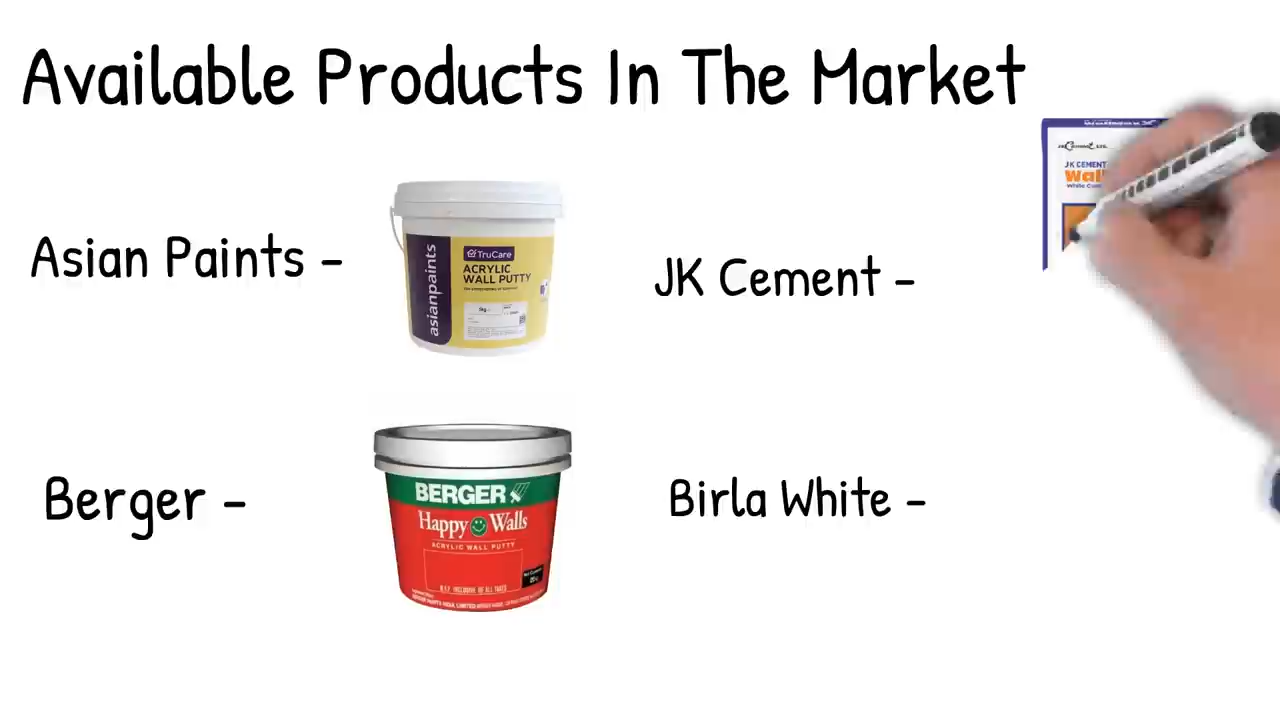 Available Products In The Market
Asian Paints -
asianpaints
TruCare
ACRYLIC
WALL PUTTY
JK Cement -
JK CEMENT
Wall
Berger -
BERGER
Happy Walls
ACRYLIC WALL PUTTY
Birla White -